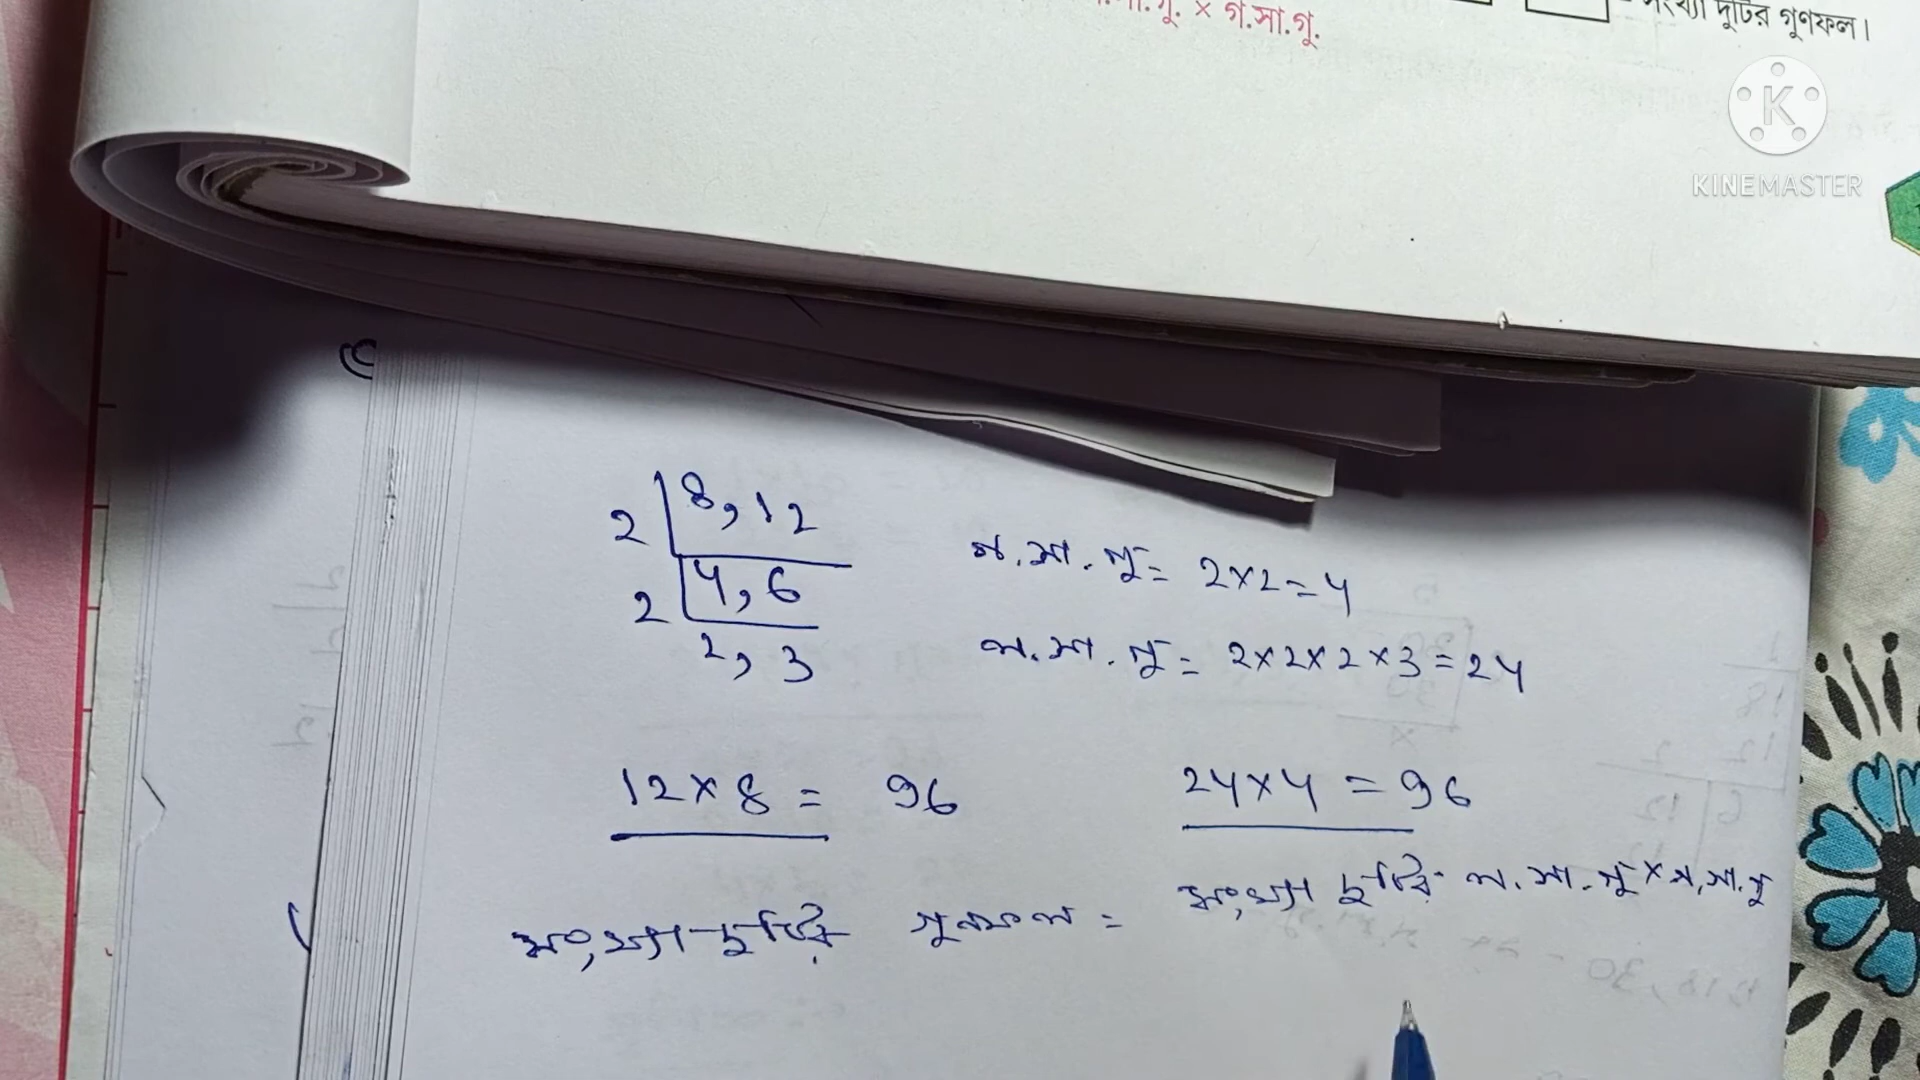 × গ.সা.গু.
সংখ্যা দুটির গুণফল।
KINEMASTER
2 8, 12
2 4, 6
2, 3
গ.সা.গু = 2×2=4
ল.সা.গু = 2×2×2×3=24
12×8= 96
24×4 =96
সংখ্যা দুটির গুনফল =
সংখ্যা দুটির ল.সা.গু×গ.সা.গু